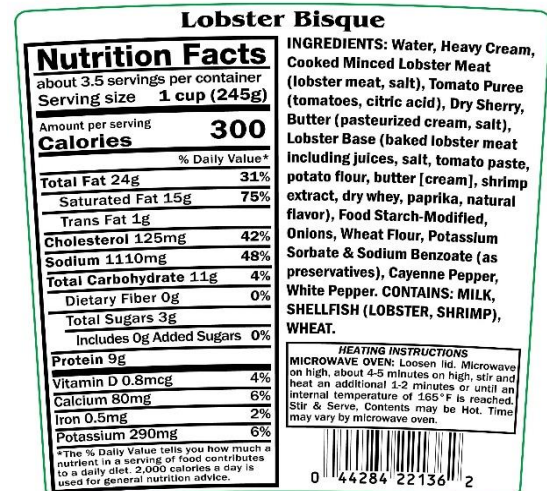 Lobster Bisque
Nutrition Facts
about 3.5 servings per container
Serving size 1 cup (245g)
Amount per serving
Calories 300
% Daily Value*
Total Fat 24g 31%
Saturated Fat 15g 75%
Trans Fat 1g
Cholesterol 125mg 42%
Sodium 1110mg 48%
Total Carbohydrate 11g 4%
Dietary Fiber 0g 0%
Total Sugars 3g
Includes 0g Added Sugars 0%
Protein 9g
Vitamin D 0.8mcg 4%
Calcium 80mg 6%
Iron 0.5mg 2%
Potassium 290mg 6%
*The % Daily Value tells you how much a
nutrient in a serving of food contributes
to a daily diet. 2,000 calories a day is
used for general nutrition advice.
INGREDIENTS: Water, Heavy Cream,
Cooked Minced Lobster Meat
(lobster meat, salt), Tomato Puree
(tomatoes, citric acid), Dry Sherry,
Butter (pasteurized cream, salt),
Lobster Base (baked lobster meat
including juices, salt, tomato paste,
potato flour, butter [cream], shrimp
extract, dry whey, paprika, natural
flavor), Food Starch-Modified,
Onions, Wheat Flour, Potassium
Sorbate & Sodium Benzoate (as
preservatives), Cayenne Pepper,
White Pepper. CONTAINS: MILK,
SHELLFISH (LOBSTER, SHRIMP),
WHEAT.
HEATING INSTRUCTIONS
MICROWAVE OVEN: Loosen lid. Microwave
on high, about 4-5 minutes on high, stir and
heat an additional 1-2 minutes or until an
internal temperature of 165°F is reached.
Stir & Serve, Contents may be Hot. Time
may vary by microwave oven.
0 44284 22136 2